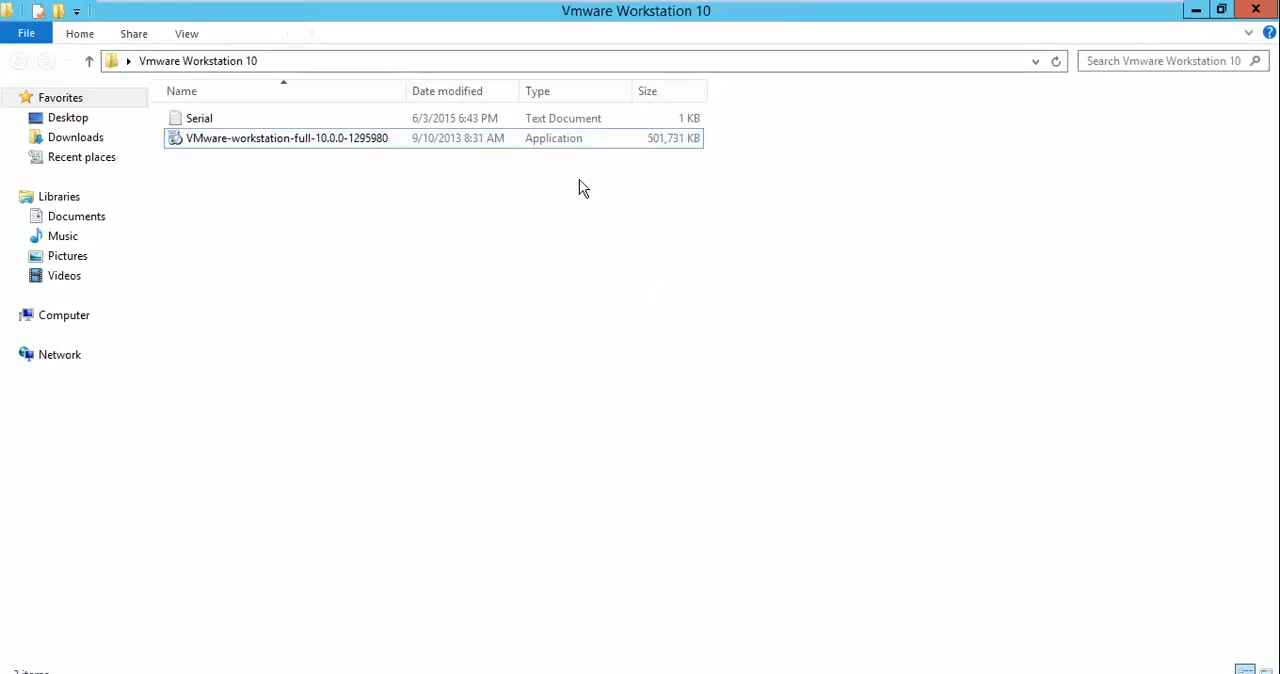 Vmware Workstation 10
File Home Share View
Vmware Workstation 10
Search Vmware Workstation 10
Name Date modified Type Size
Favorites
Desktop
Downloads
Recent places
Libraries
Documents
Music
Pictures
Videos
Computer
Network
Serial 6/3/2015 6:43 PM Text Document 1 KB
VMware-workstation-full-10.0.0-1295980 9/10/2013 8:31 AM Application 501,731 KB